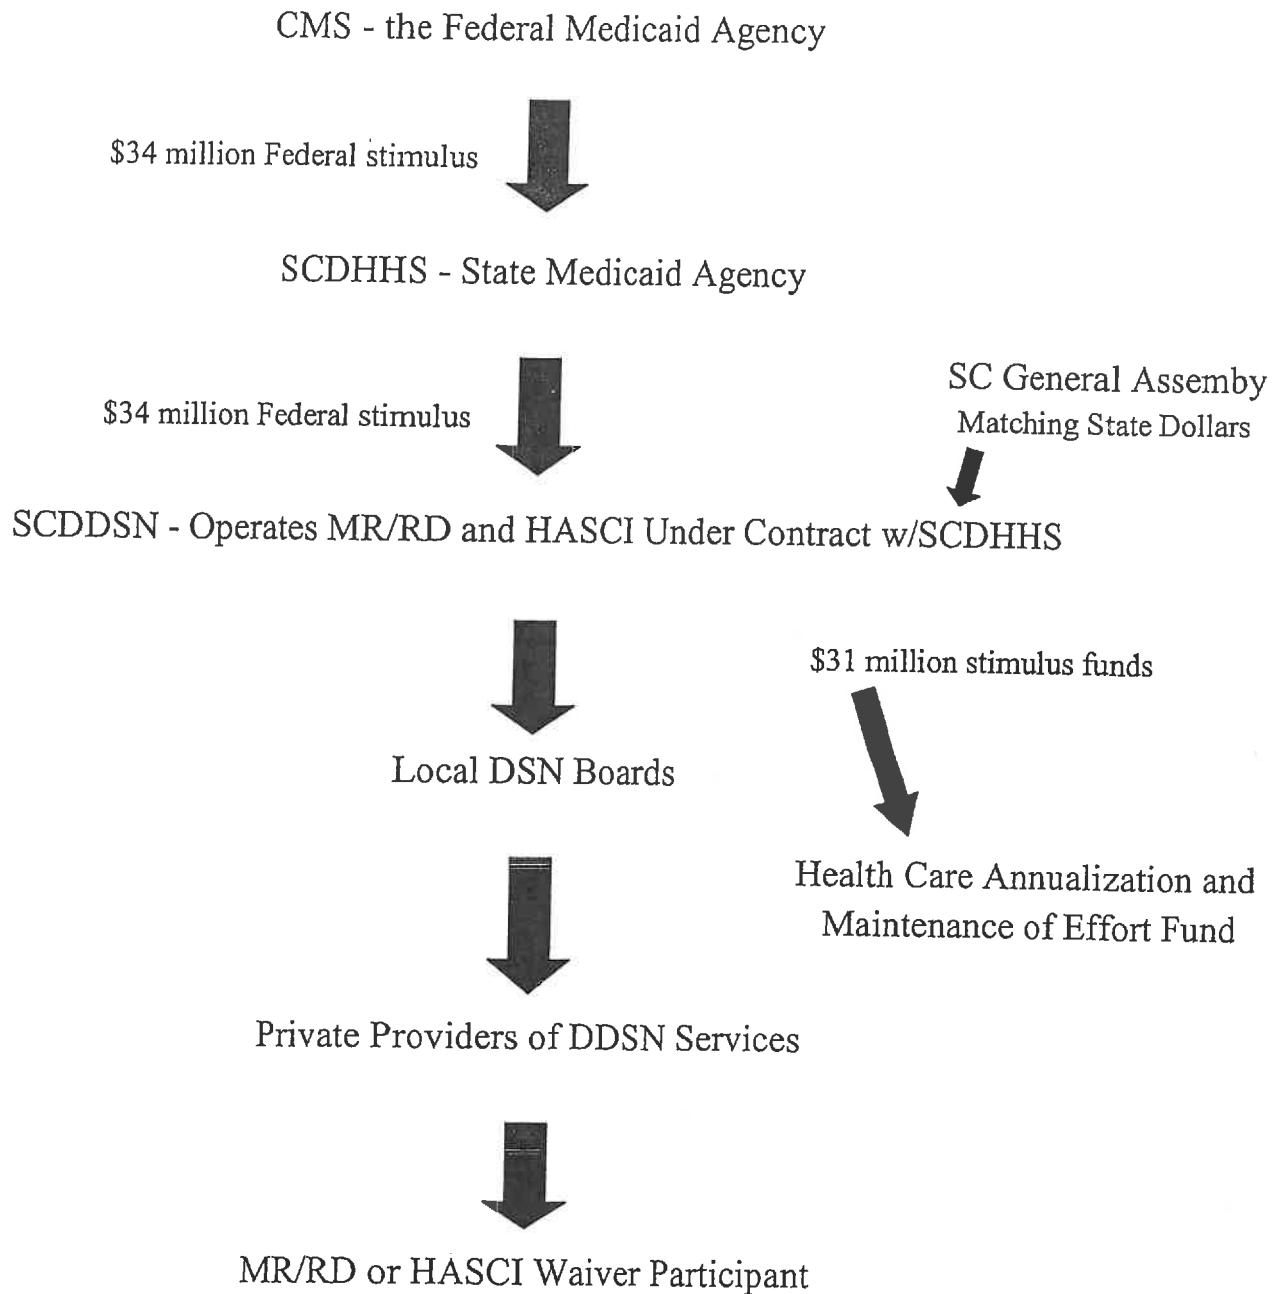 CMS - the Federal Medicaid Agency
$34 million Federal stimulus
SCDHHS - State Medicaid Agency
$34 million Federal stimulus
SC General Assemby
Matching State Dollars
SCDDSN - Operates MR/RD and HASCI Under Contract w/SCDHHS
$31 million stimulus funds
Local DSN Boards
Health Care Annualization and
Maintenance of Effort Fund
Private Providers of DDSN Services
MR/RD or HASCI Waiver Participant